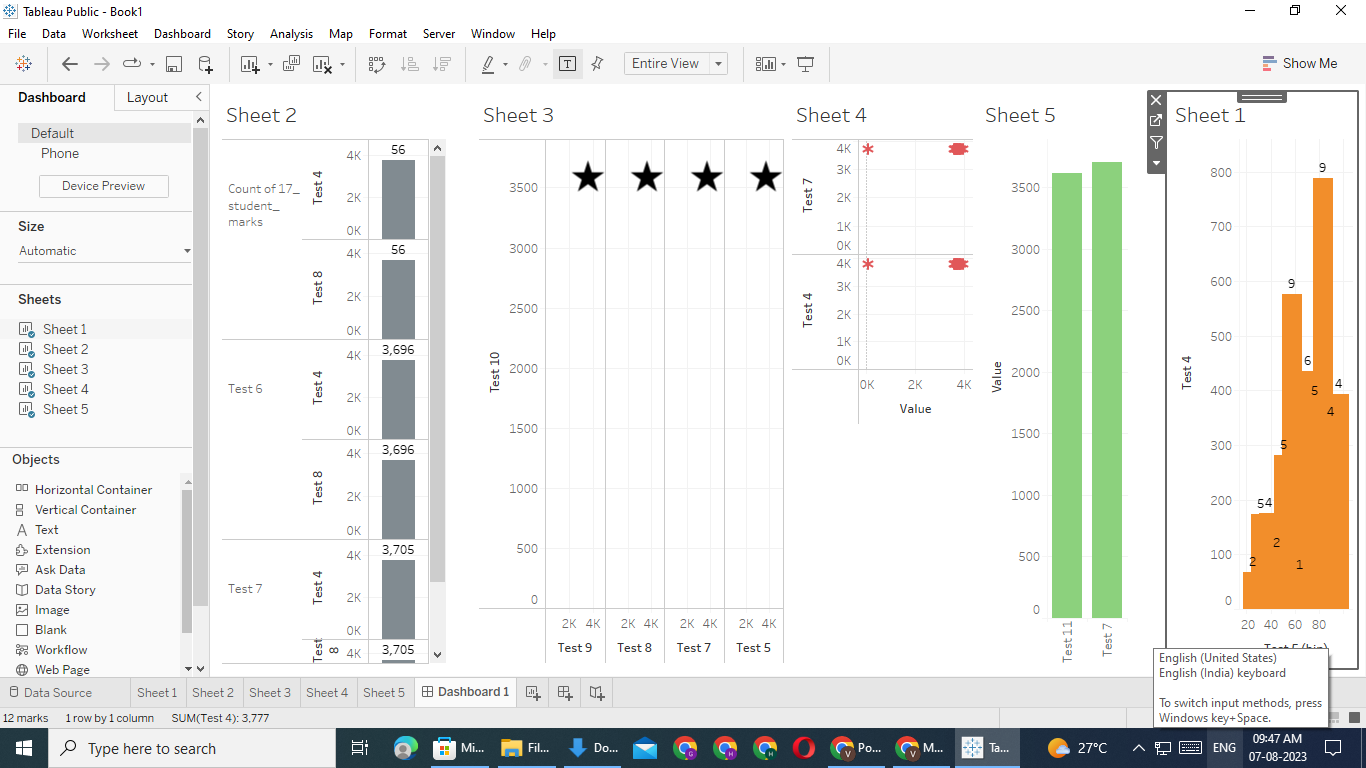 Tableau Public - Book1
File Data Worksheet Dashboard Story Analysis Map Format Server Window Help
Entire View
Show Me
Dashboard Layout
Default
Phone
Device Preview
Size
Automatic
Sheets
Sheet 1
Sheet 2
Sheet 3
Sheet 4
Sheet 5
Objects
Horizontal Container
Vertical Container
Text
Extension
Ask Data
Data Story
Image
Blank
Workflow
Web Page
Sheet 2
Count of 17_
student_
marks
Test 4
4K
2K
0K
56
Test 8
4K
2K
0K
56
Test 6
Test 4
4K
2K
0K
3,696
Test 8
4K
2K
0K
3,696
Test 7
Test 4
4K
2K
0K
3,705
Test
8
4K
3,705
Sheet 3
Test 10
3500
3000
2500
2000
1500
1000
500
0
2K 4K 2K 4K 2K 4K 2K 4K
Test 9 Test 8 Test 7 Test 5
Sheet 4
Test 7
4K
3K
2K
1K
0K
Test 4
4K
3K
2K
1K
0K
0K 2K 4K
Value
Sheet 5
Value
3500
3000
2500
2000
1500
1000
500
0
Test 11
Test 7
Sheet 1
Test 4
800
700
600
500
400
300
200
100
0
9
9
6
5
4
4
5
54
2
2
1
20 40 60 80
English (United States)
English (India) keyboard
To switch input methods, press
Windows key+Space.
Data Source Sheet 1 Sheet 2 Sheet 3 Sheet 4 Sheet 5 Dashboard 1
12 marks 1 row by 1 column SUM(Test 4): 3,777
Type here to search
Mi... File... Do... Po... M... Ta...
27°C
ENG
09:47 AM
07-08-2023